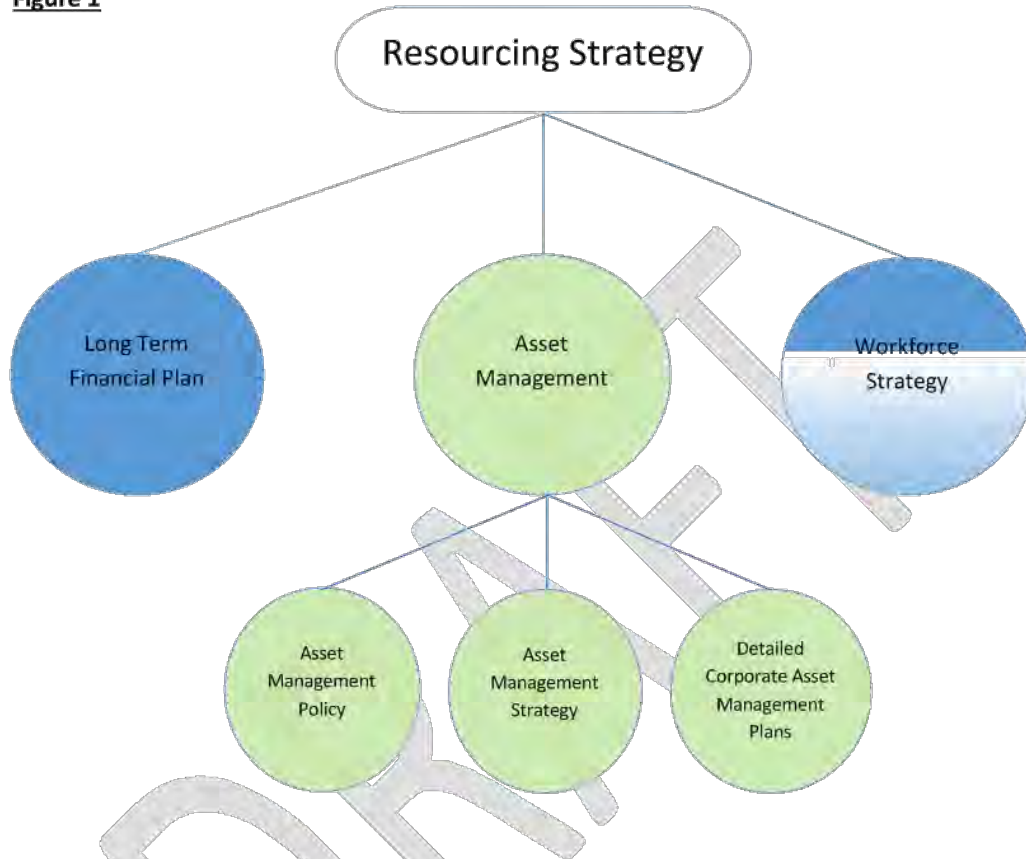 Figure 1
Resourcing Strategy
Long Term
Financial Plan
Asset
Management
Workforce
Strategy
Asset
Management
Policy
Asset
Management
Strategy
Detailed
Corporate Asset
Management
Plans
DRAFT